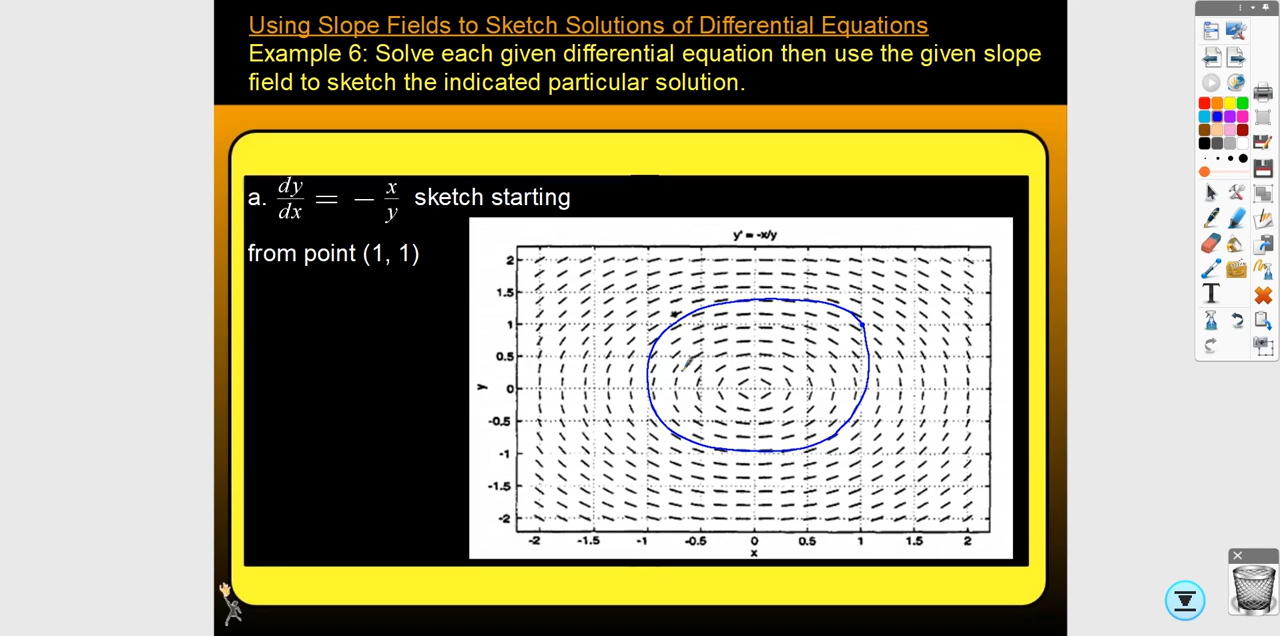 Using Slope Fields to Sketch Solutions of Differential Equations
Example 6: Solve each given differential equation then use the given slope
field to sketch the indicated particular solution.
a. dy/dx = - x/y sketch starting
from point (1, 1)
y' = -x/y
2
1.5
1
0.5
0
-0.5
-1
-1.5
-2
y
-2 -1.5 -1 -0.5 0 0.5 1 1.5 2
x
T